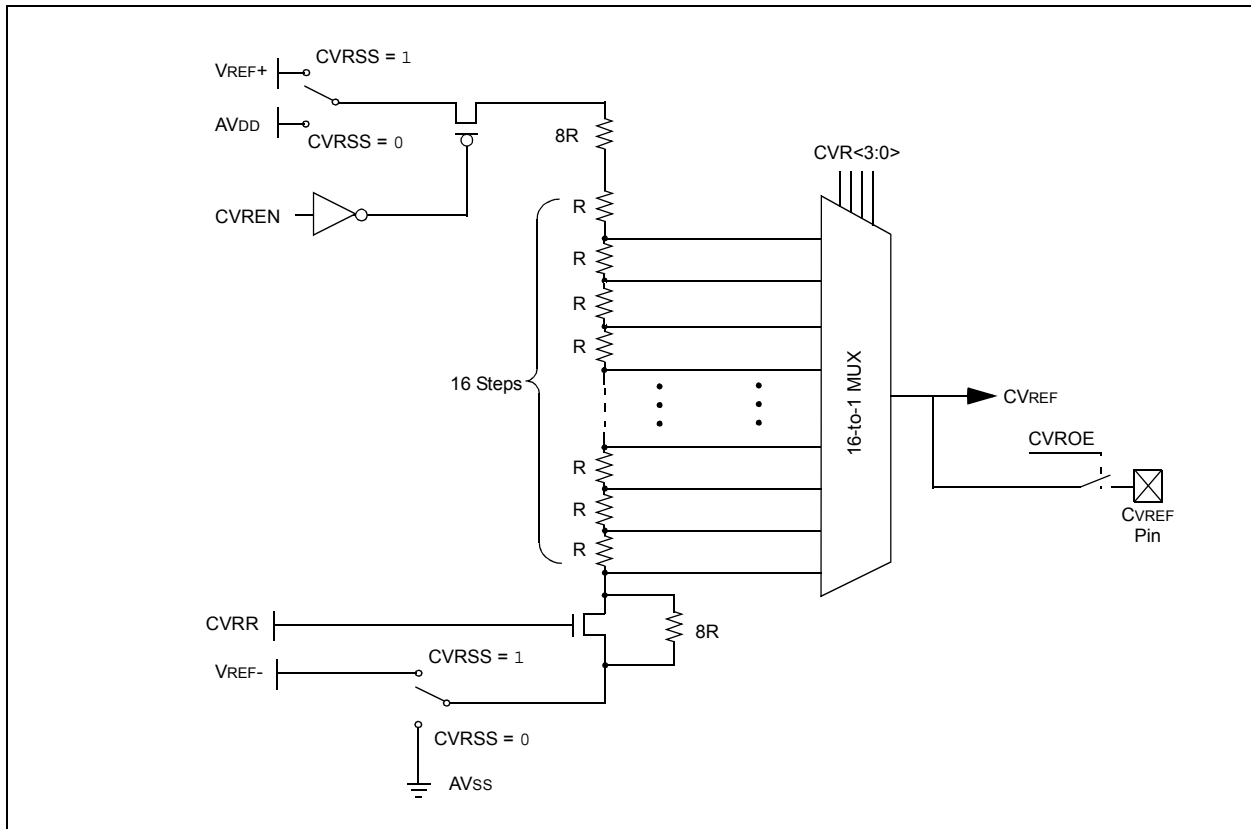 CVRSS = 1
VREF+
AVDD
CVRSS = 0
8R
CVR<3:0>
CVREN
R
R
R
R
16 Steps
16-to-1 MUX
CVREF
CVROE
R
R
R
CVREF
Pin
CVRR
8R
CVRSS = 1
VREF-
CVRSS = 0
AVSS